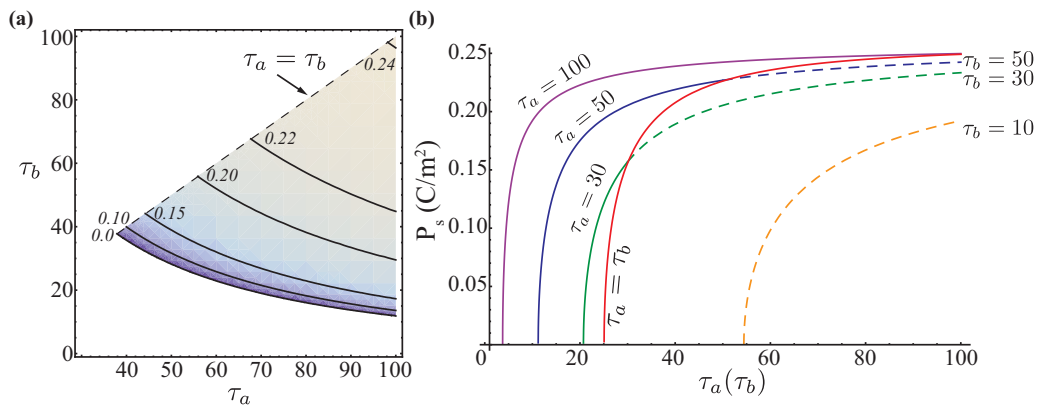 (a)
100
80
τb
60
40
20
0
τa = τb
0.24
0.22
0.20
0.15
0.10
0.0
40 50 60 70 80 90 100
τa
(b)
0.25
0.20
0.15
0.10
0.05
Ps (C/m²)
τa = 100
τa = 50
τa = 30
τa = τb
τb = 50
τb = 30
τb = 10
0 20 40 60 80 100
τa(τb)